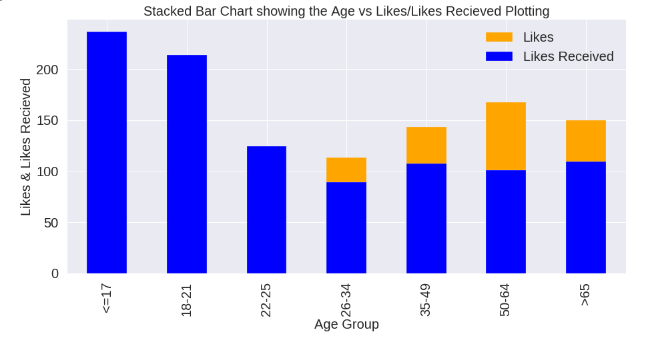 Stacked Bar Chart showing the Age vs Likes/Likes Recieved Plotting
Likes
Likes Received
Likes & Likes Recieved
200
150
100
50
0
<=17
18-21
22-25
26-34
35-49
50-64
>65
Age Group